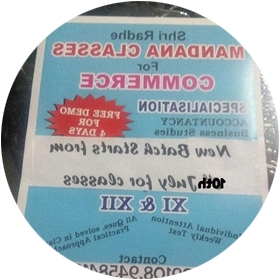 Shri Radhe
MANDANA CLASSES
For
COMMERCE
SPECIALISATION
ACCOUNTANCY
Business Studies
FREE DEMO
FOR
4 DAYS
New Batch Starts from
10th
July for classes
XI & XII
Individual Attention
Weekly Test
All Ques. solved in Class
Practical Approach
Contact